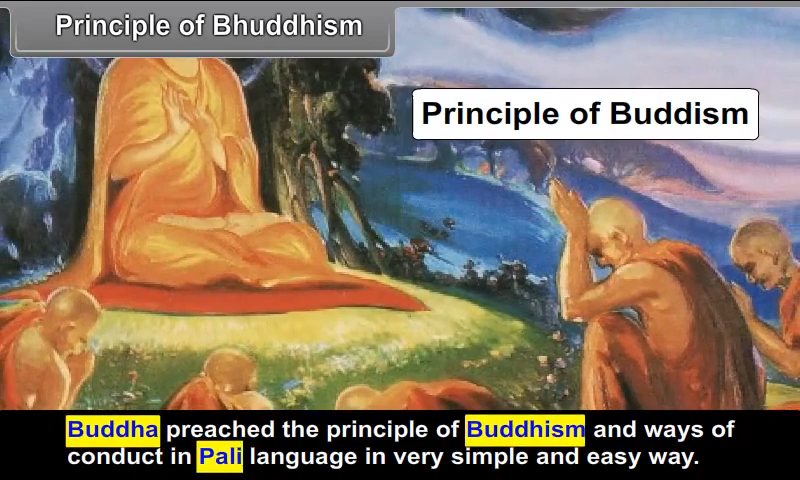 Principle of Bhuddhism
Principle of Buddism
Buddha preached the principle of Buddhism and ways of
conduct in Pali language in very simple and easy way.